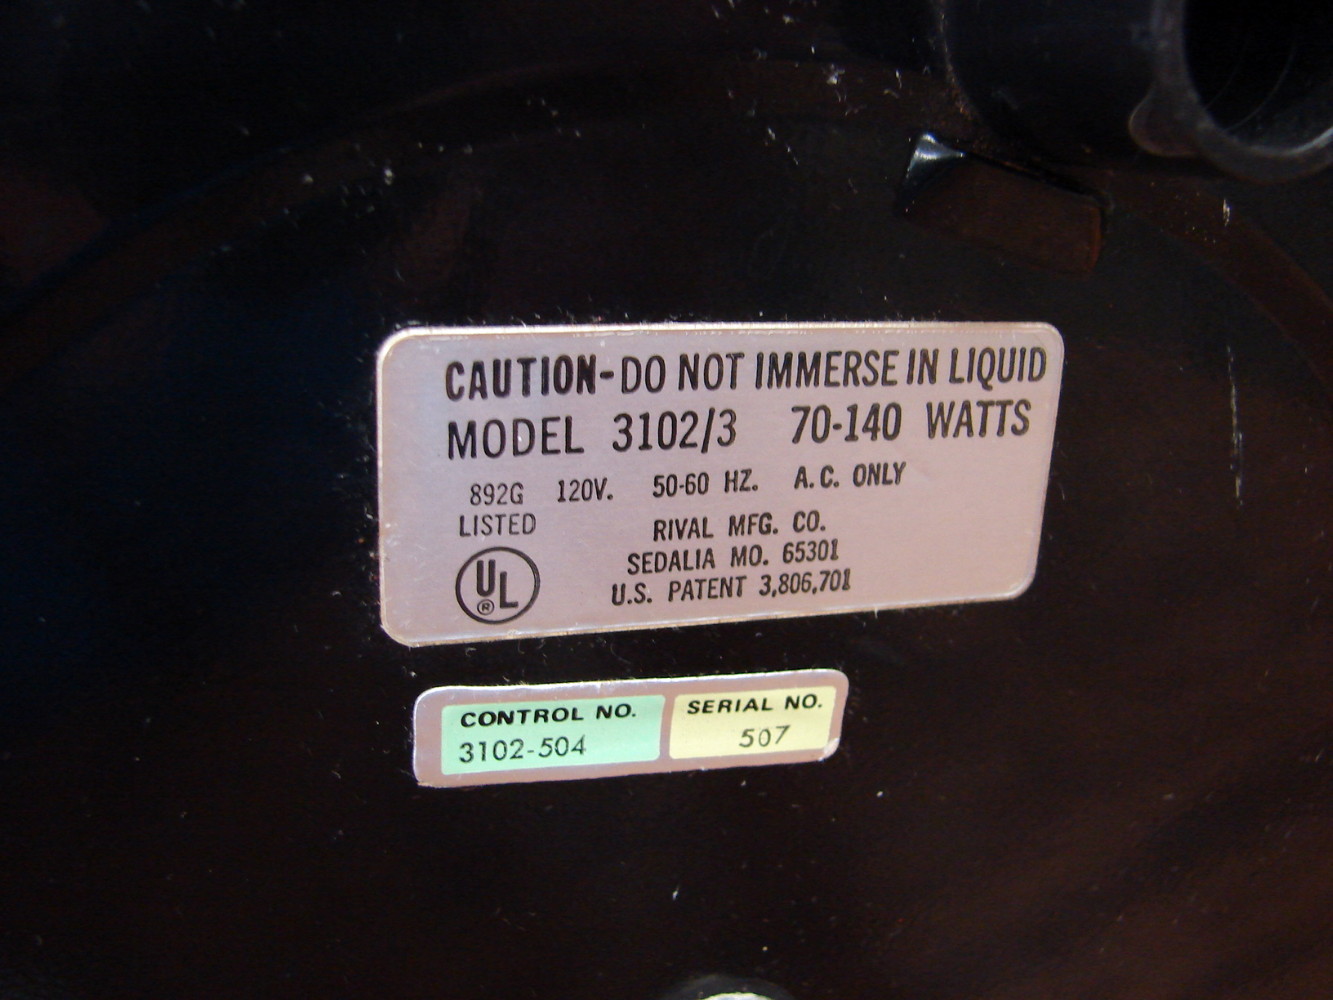 CAUTION-DO NOT IMMERSE IN LIQUID
MODEL 3102/3 70-140 WATTS
892G 120V. 50-60 HZ. A.C. ONLY
LISTED RIVAL MFG. CO.
SEDALIA MO. 65301
UL ® U.S. PATENT 3,806,701
CONTROL NO. SERIAL NO.
3102-504 507